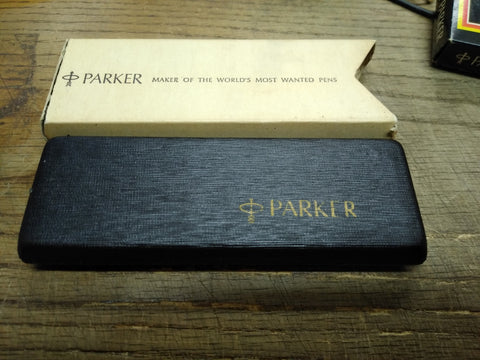 PARKER MAKER OF THE WORLD'S MOST WANTED PENS
PARKER